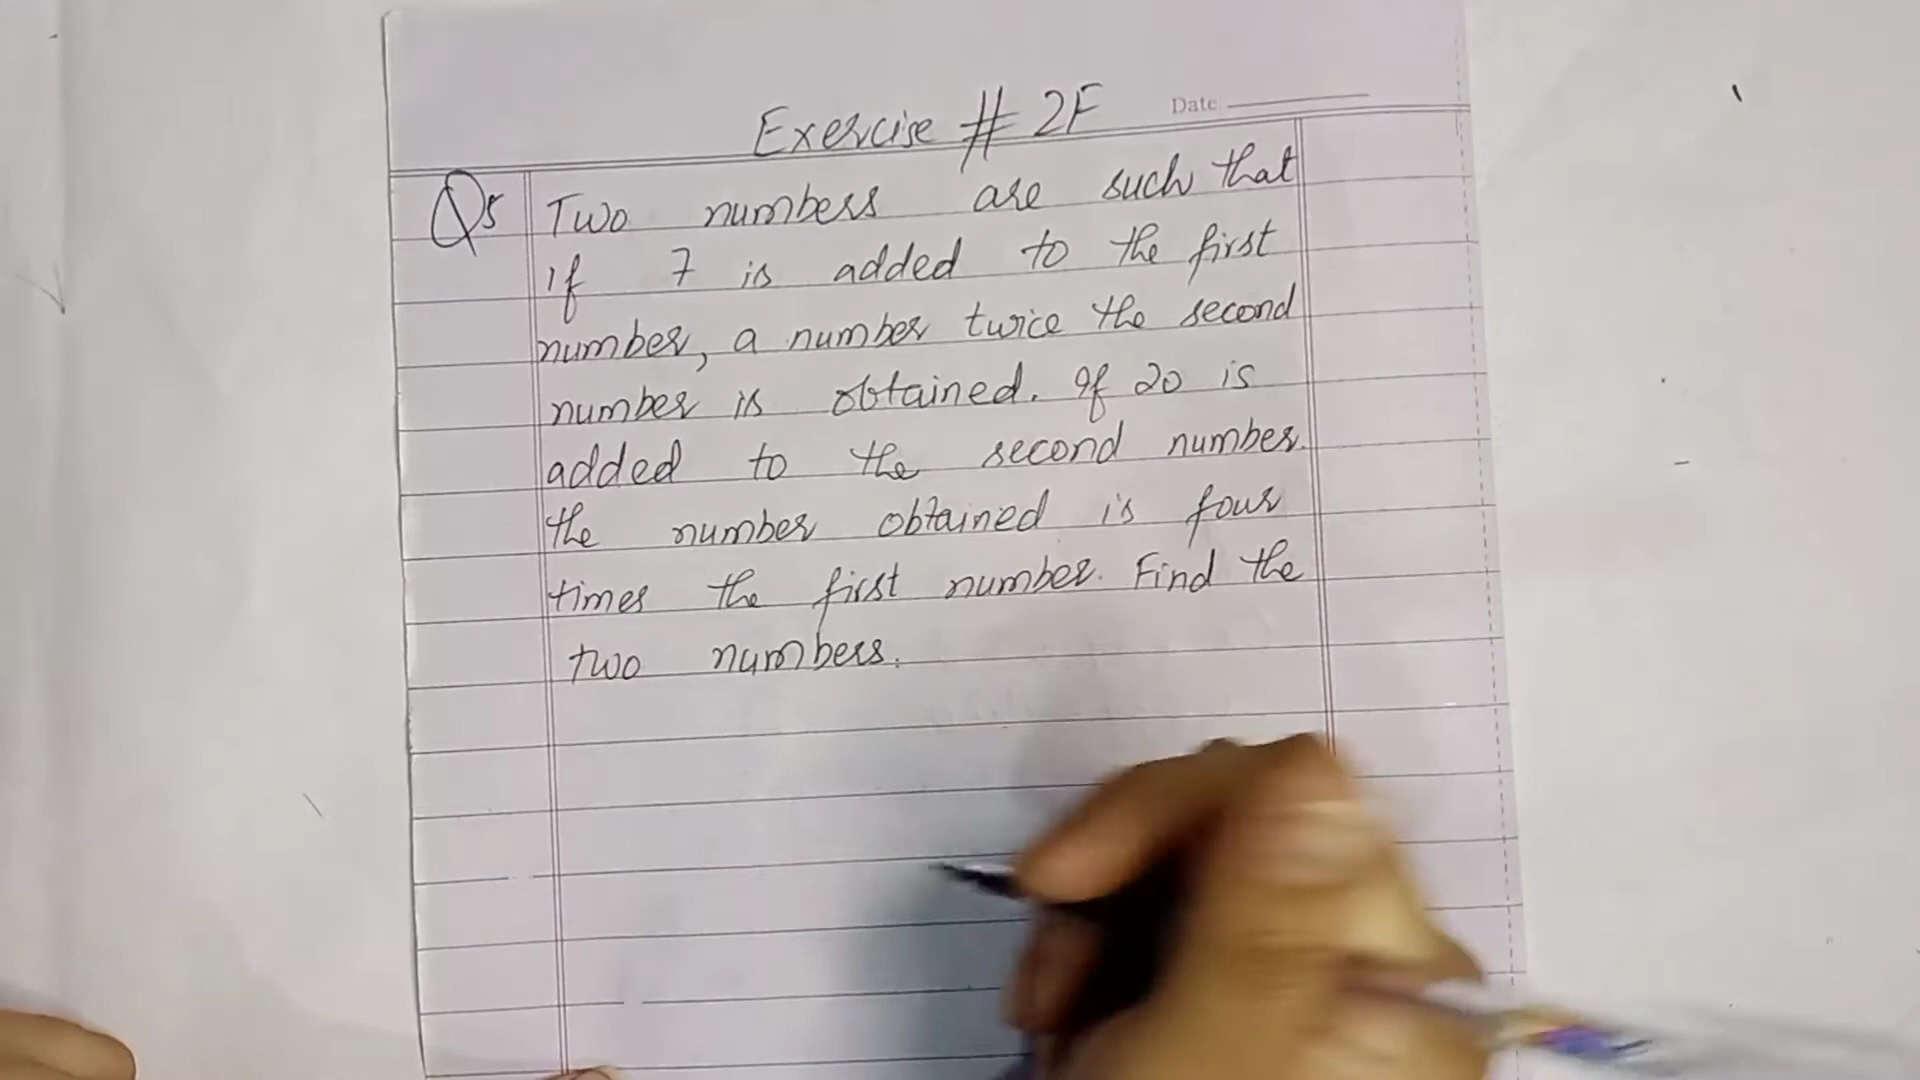 Exercise # 2F
Date
Q5 Two numbers are such that
if 7 is added to the first
number, a number twice the second
number is obtained. If 20 is
added to the second number.
the number obtained is four
times the first number. Find the
two numbers.